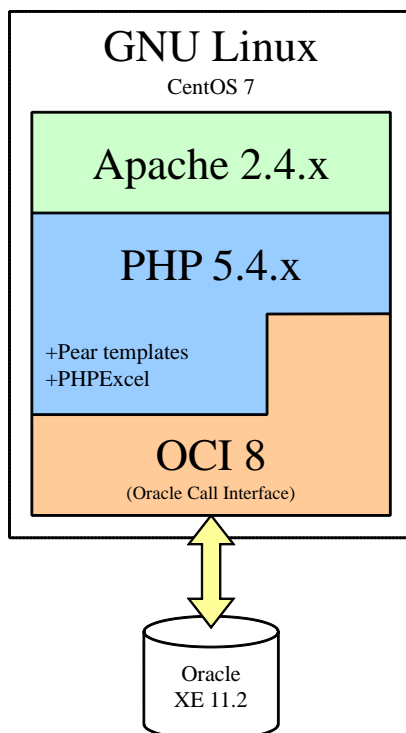 GNU Linux
CentOS 7
Apache 2.4.x
PHP 5.4.x
+Pear templates
+PHPExcel
OCI 8
(Oracle Call Interface)
Oracle
XE 11.2